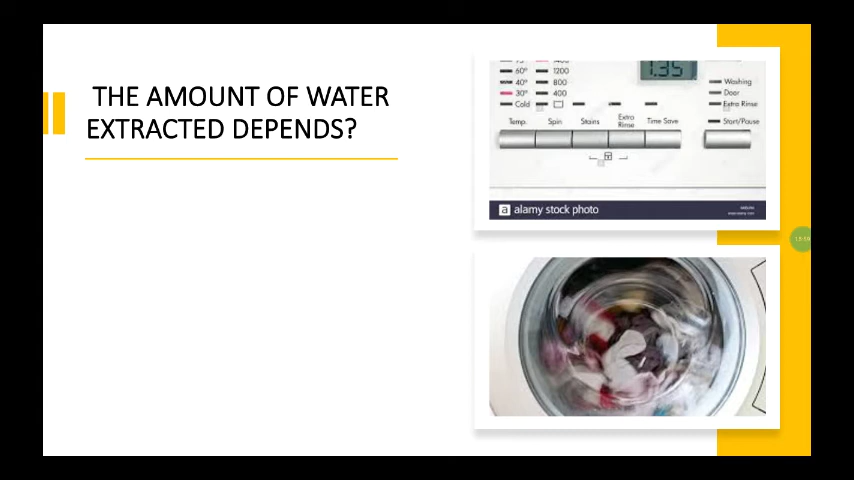 THE AMOUNT OF WATER
EXTRACTED DEPENDS?
1.35
60° 1200
40° 800
30° 400
Cold
Washing
Door
Extra Rinse
Temp. Spin Stains Extra Rinse Time Save Start/Pause
a alamy stock photo